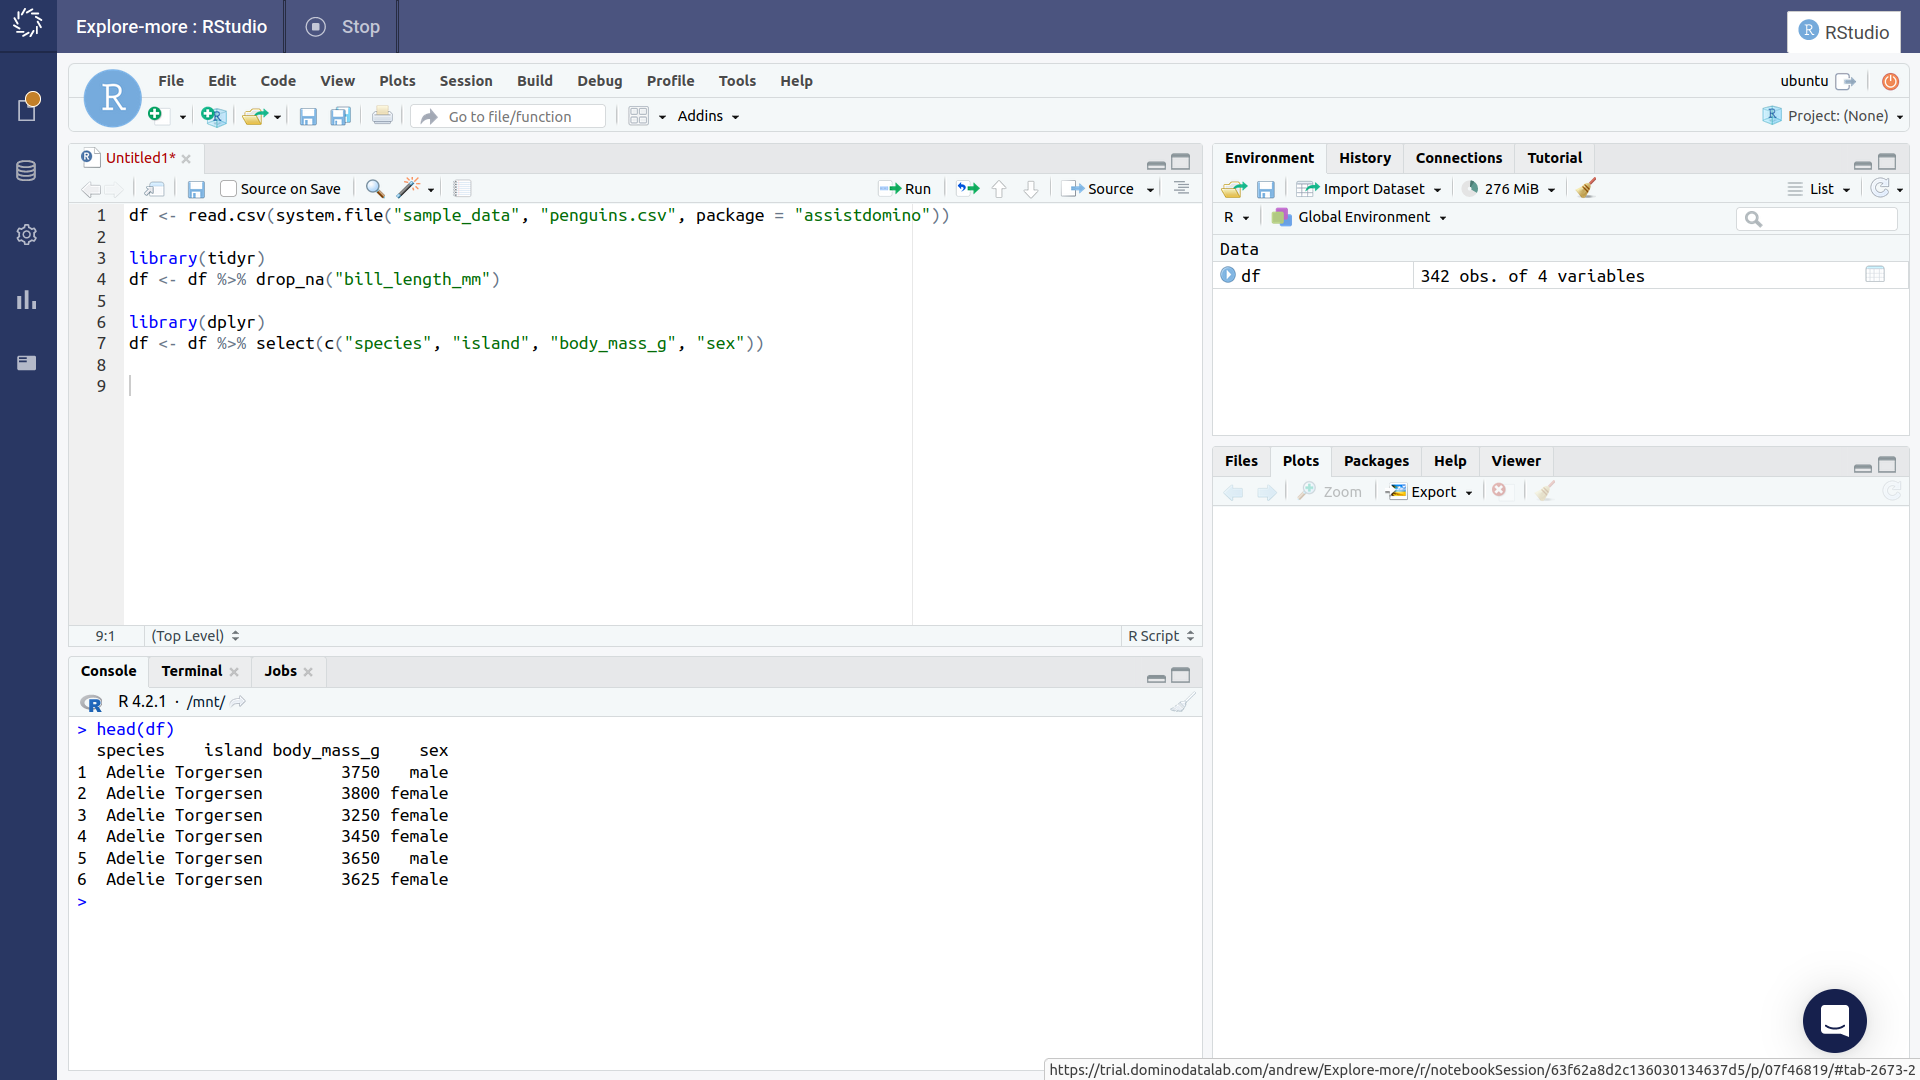 Explore-more : RStudio
Stop
RStudio
File Edit Code View Plots Session Build Debug Profile Tools Help
ubuntu
Go to file/function
Addins
Project: (None)
Untitled1*
Source on Save
Run
Source
1 df <- read.csv(system.file("sample_data", "penguins.csv", package = "assistdomino"))
2
3 library(tidyr)
4 df <- df %>% drop_na("bill_length_mm")
5
6 library(dplyr)
7 df <- df %>% select(c("species", "island", "body_mass_g", "sex"))
8
9
9:1 (Top Level)
R Script
Console Terminal Jobs
R 4.2.1 · /mnt/
> head(df)
species island body_mass_g sex
1 Adelie Torgersen 3750 male
2 Adelie Torgersen 3800 female
3 Adelie Torgersen 3250 female
4 Adelie Torgersen 3450 female
5 Adelie Torgersen 3650 male
6 Adelie Torgersen 3625 female
>
Environment History Connections Tutorial
Import Dataset
276 MiB
List
R
Global Environment
Data
df 342 obs. of 4 variables
Files Plots Packages Help Viewer
Zoom
Export
https://trial.dominodatalab.com/andrew/Explore-more/r/notebookSession/63f62a8d2c136030134637d5/p/07f46819/#tab-2673-2